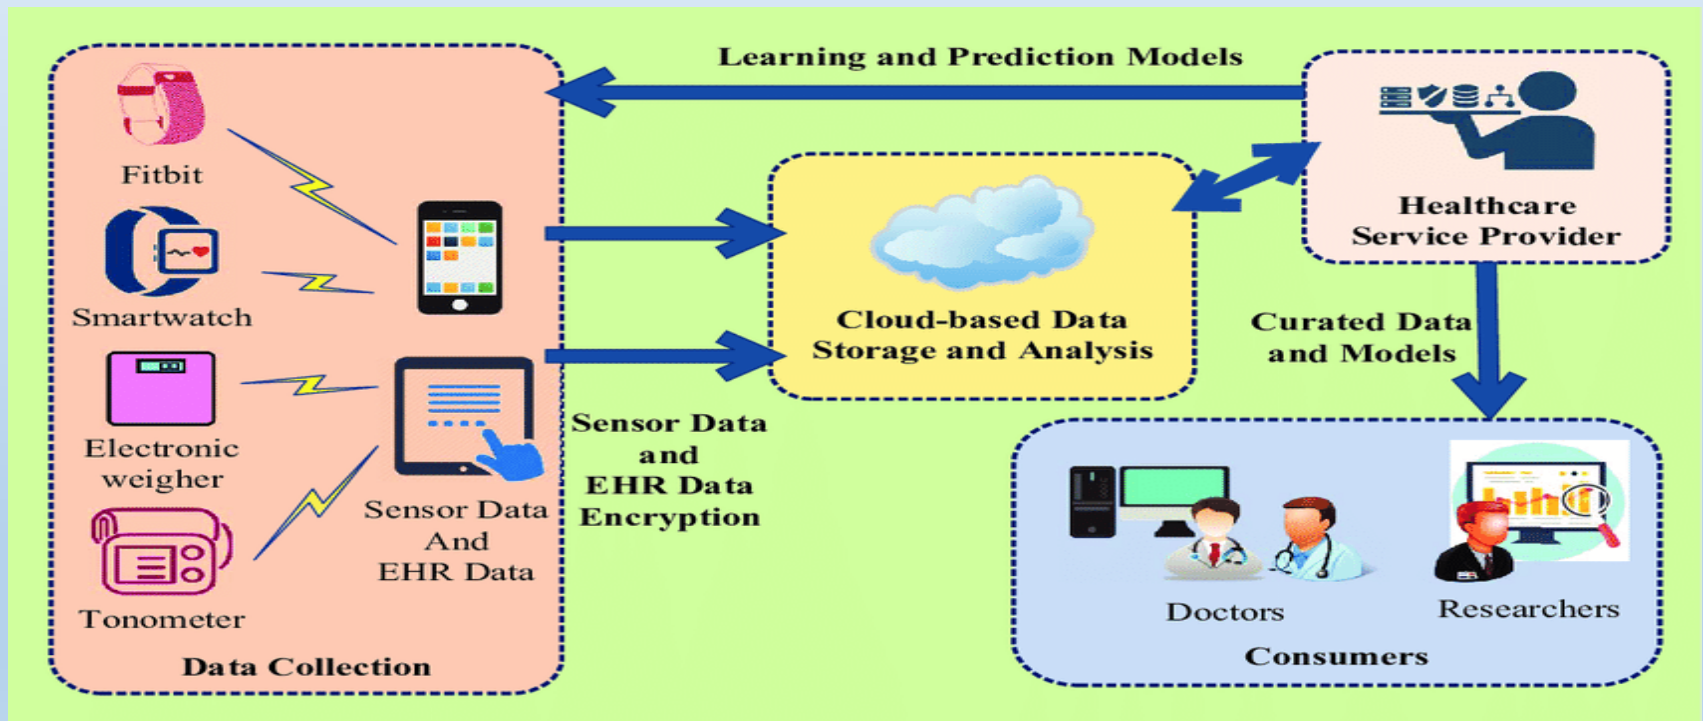 Learning and Prediction Models
Fitbit
Smartwatch
Electronic
weigher
Tonometer
Sensor Data
And
EHR Data
Data Collection
Sensor Data
and
EHR Data
Encryption
Cloud-based Data
Storage and Analysis
Healthcare
Service Provider
Curated Data
and Models
Doctors
Researchers
Consumers